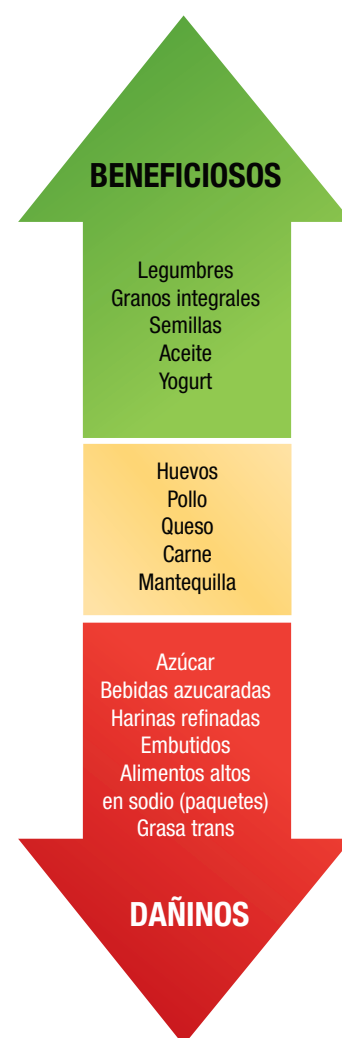 BENEFICIOSOS
Legumbres
Granos integrales
Semillas
Aceite
Yogurt
Huevos
Pollo
Queso
Carne
Mantequilla
Azúcar
Bebidas azucaradas
Harinas refinadas
Embutidos
Alimentos altos
en sodio (paquetes)
Grasa trans
DAÑINOS